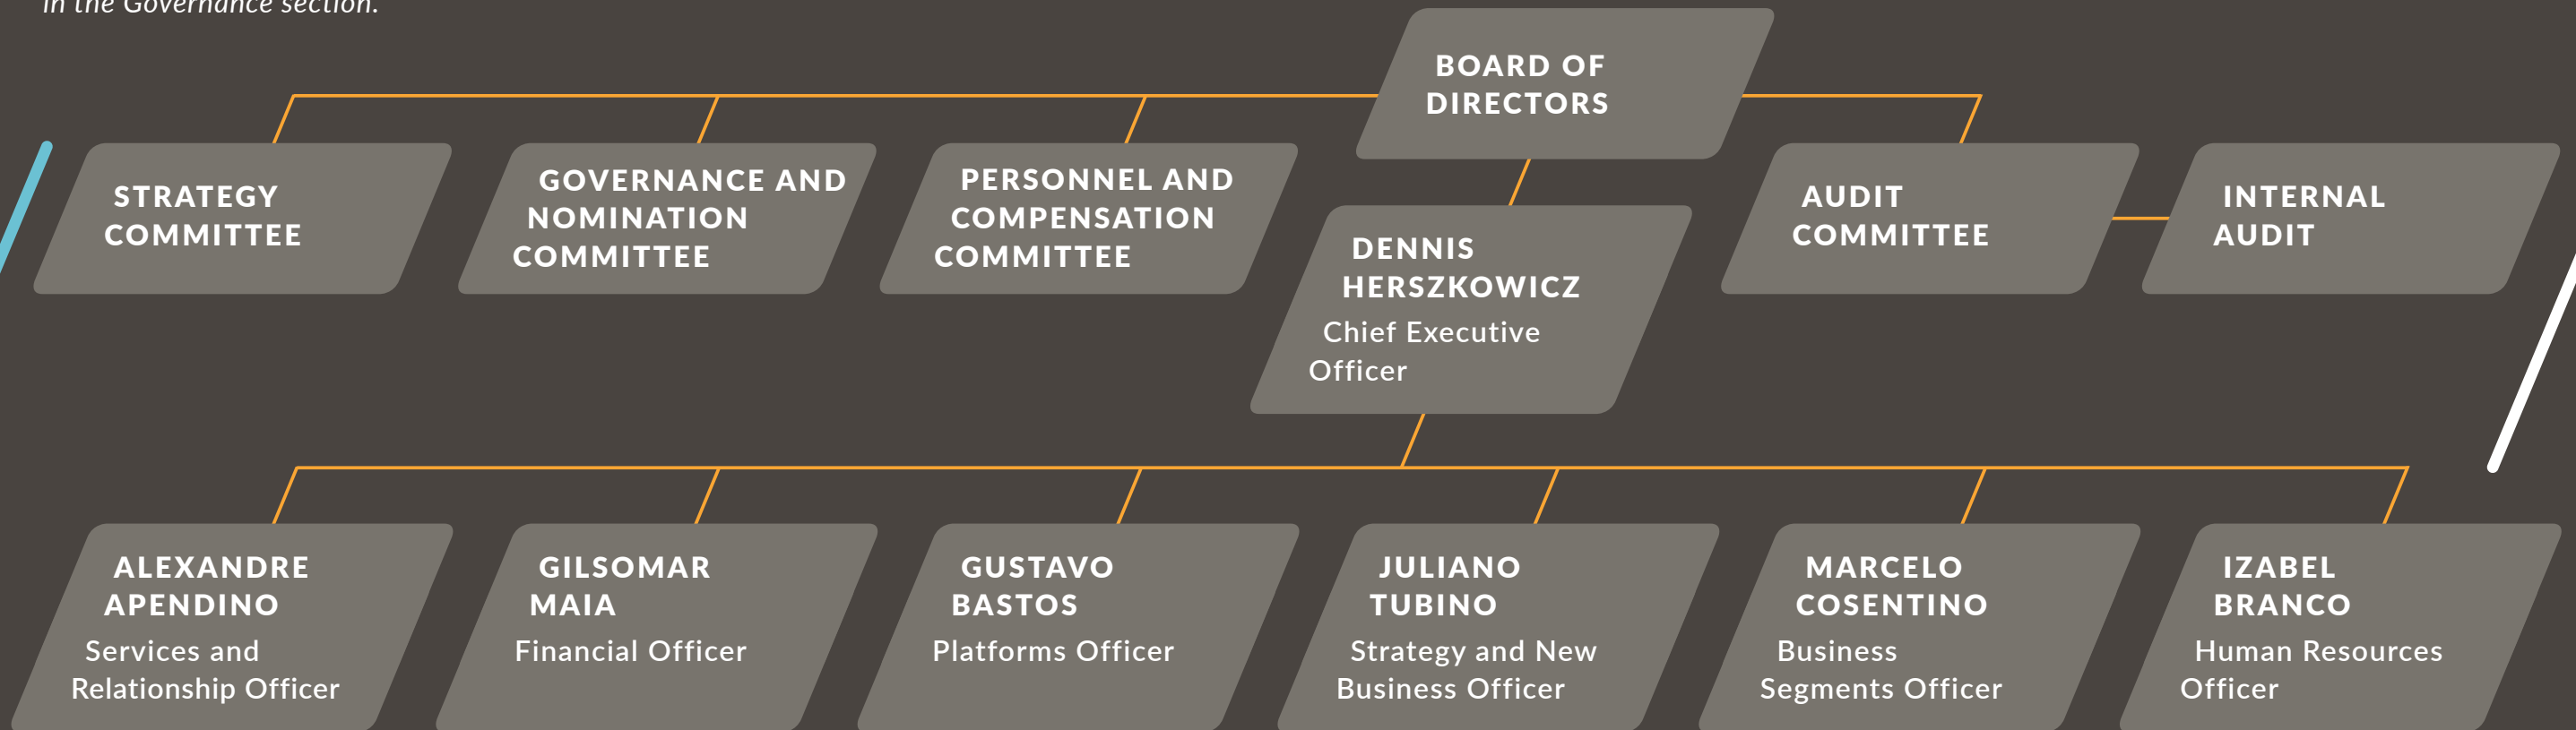 in the Governance section.
BOARD OF
DIRECTORS
STRATEGY
COMMITTEE
GOVERNANCE AND
NOMINATION
COMMITTEE
PERSONNEL AND
COMPENSATION
COMMITTEE
DENNIS
HERSZKOWICZ
Chief Executive
Officer
AUDIT
COMMITTEE
INTERNAL
AUDIT
ALEXANDRE
APENDINO
Services and
Relationship Officer
GILSOMAR
MAIA
Financial Officer
GUSTAVO
BASTOS
Platforms Officer
JULIANO
TUBINO
Strategy and New
Business Officer
MARCELO
COSENTINO
Business
Segments Officer
IZABEL
BRANCO
Human Resources
Officer